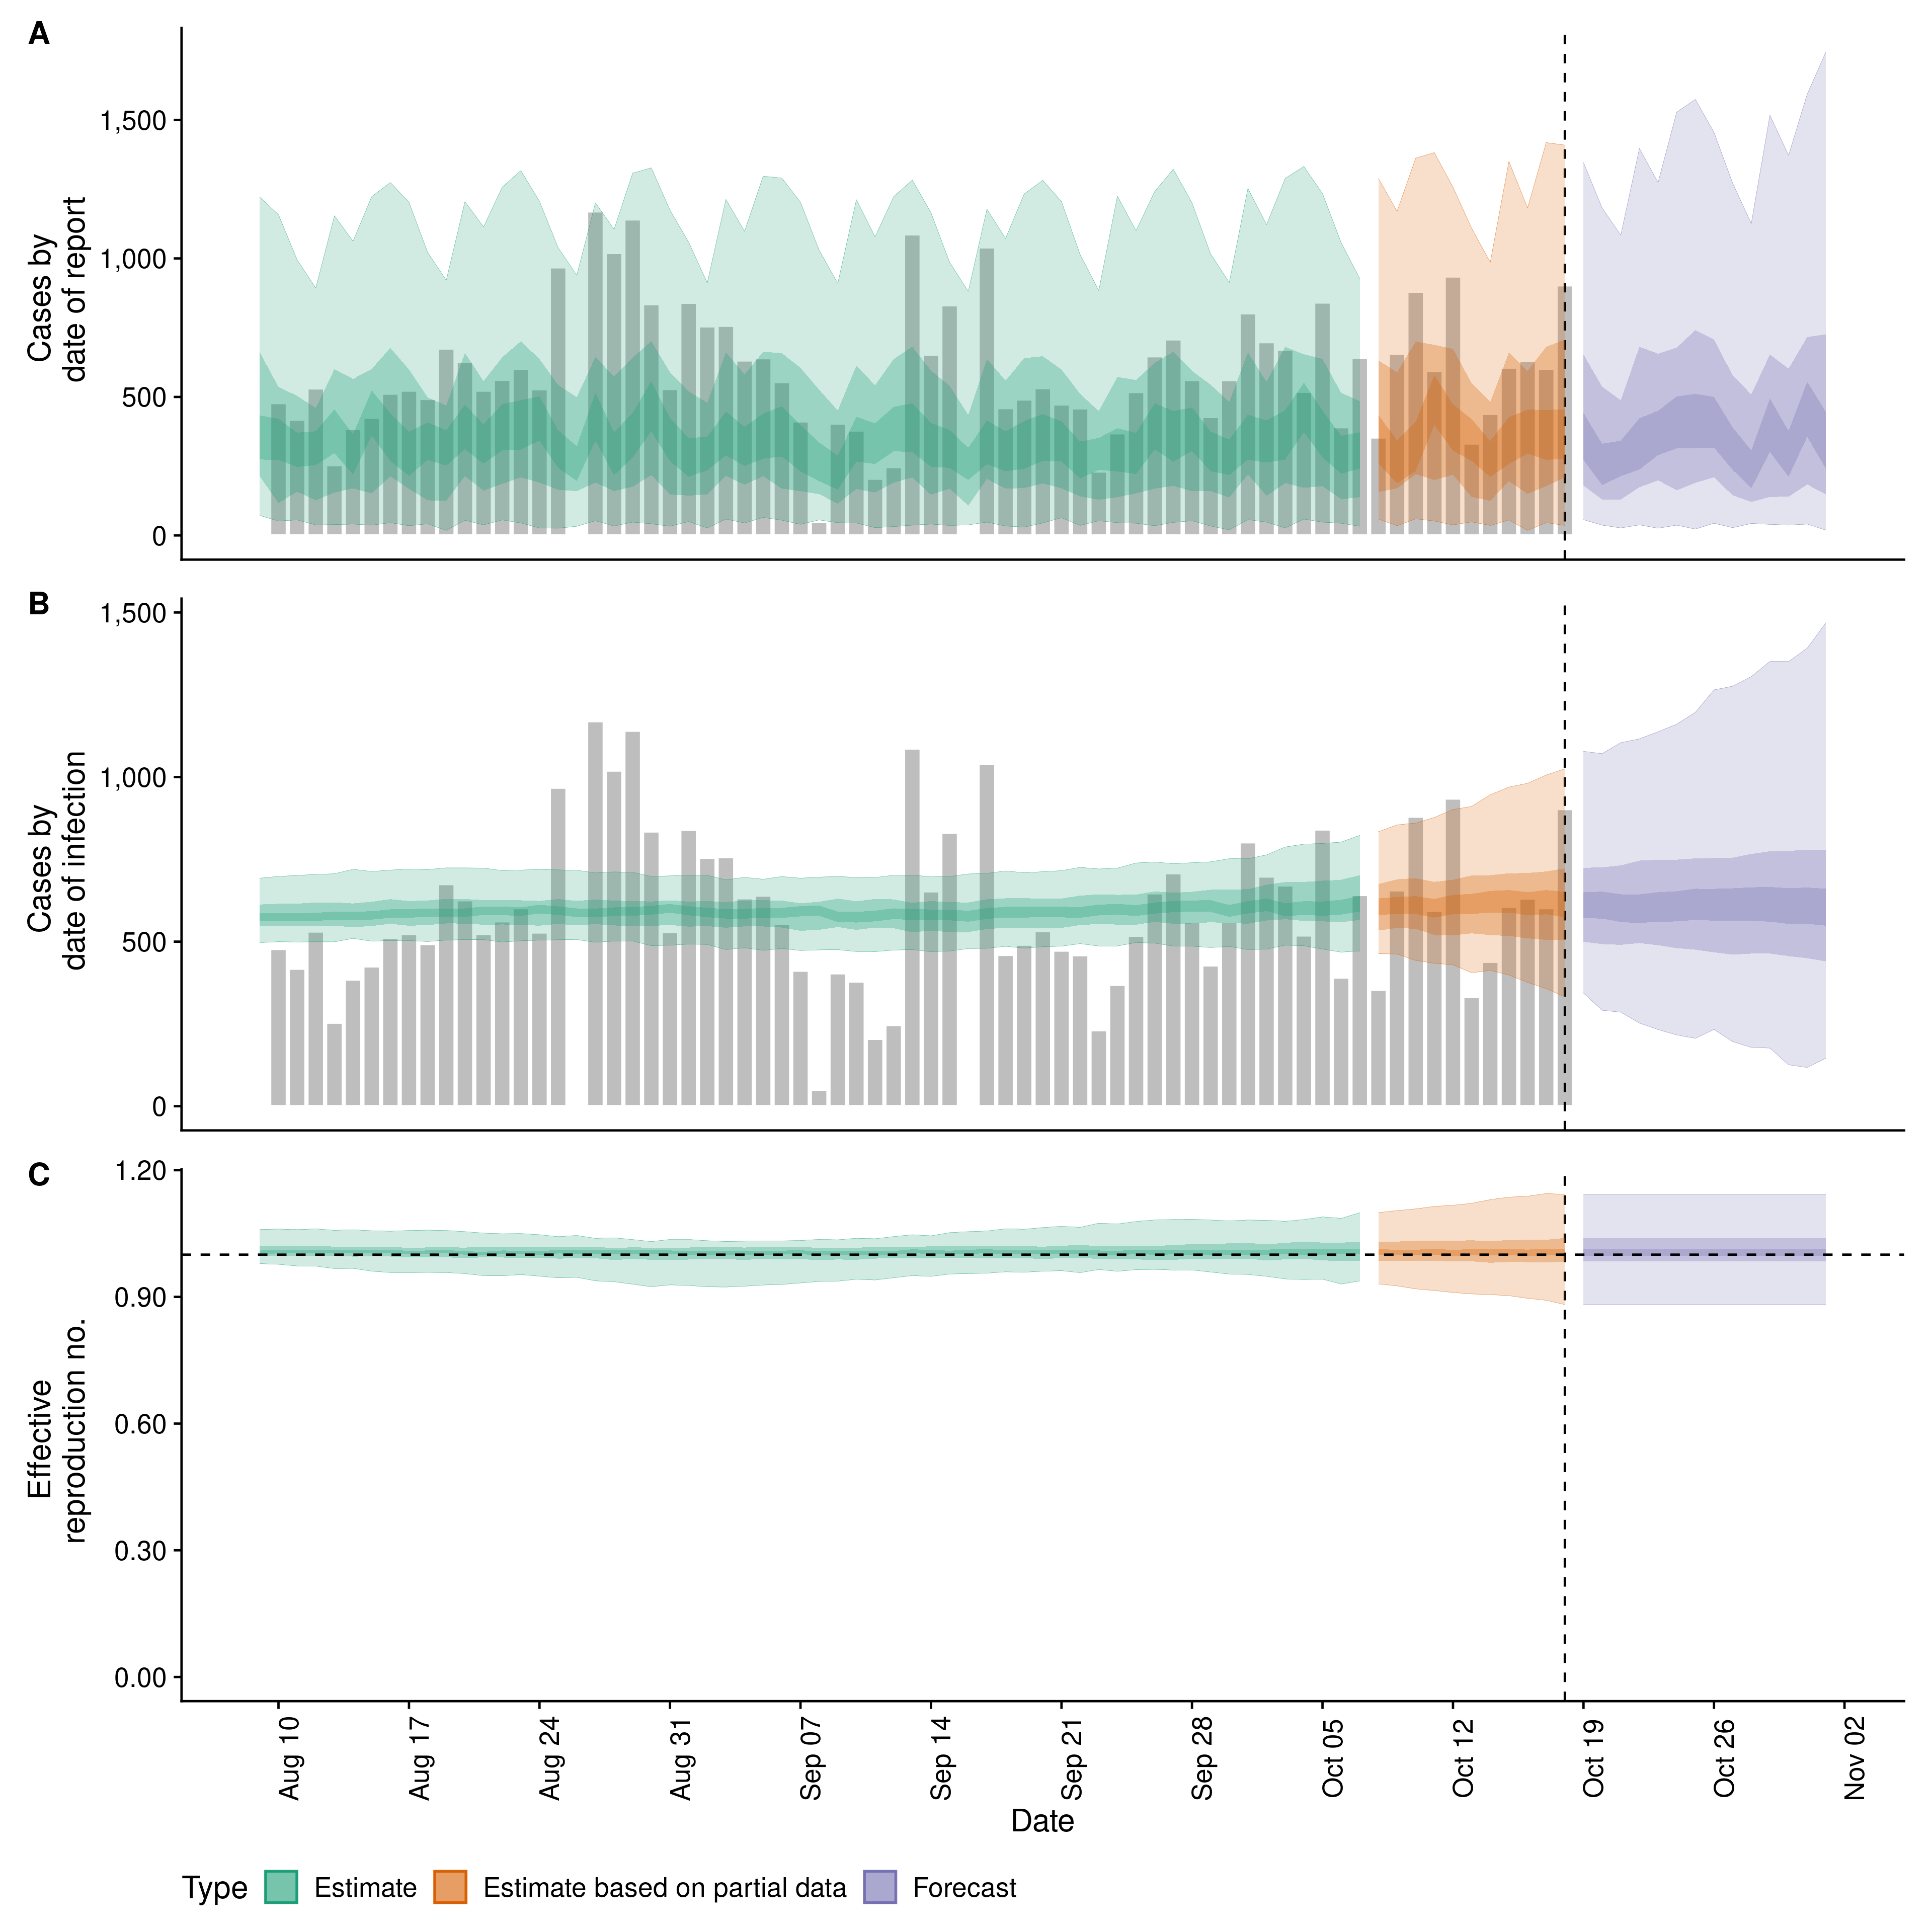 A
Cases by
date of report
1,500
1,000
500
0
B
Cases by
date of infection
1,500
1,000
500
0
C
Effective
reproduction no.
1.20
0.90
0.60
0.30
0.00
Aug 10
Aug 17
Aug 24
Aug 31
Sep 07
Sep 14
Sep 21
Sep 28
Oct 05
Oct 12
Oct 19
Oct 26
Nov 02
Date
Type Estimate Estimate based on partial data Forecast